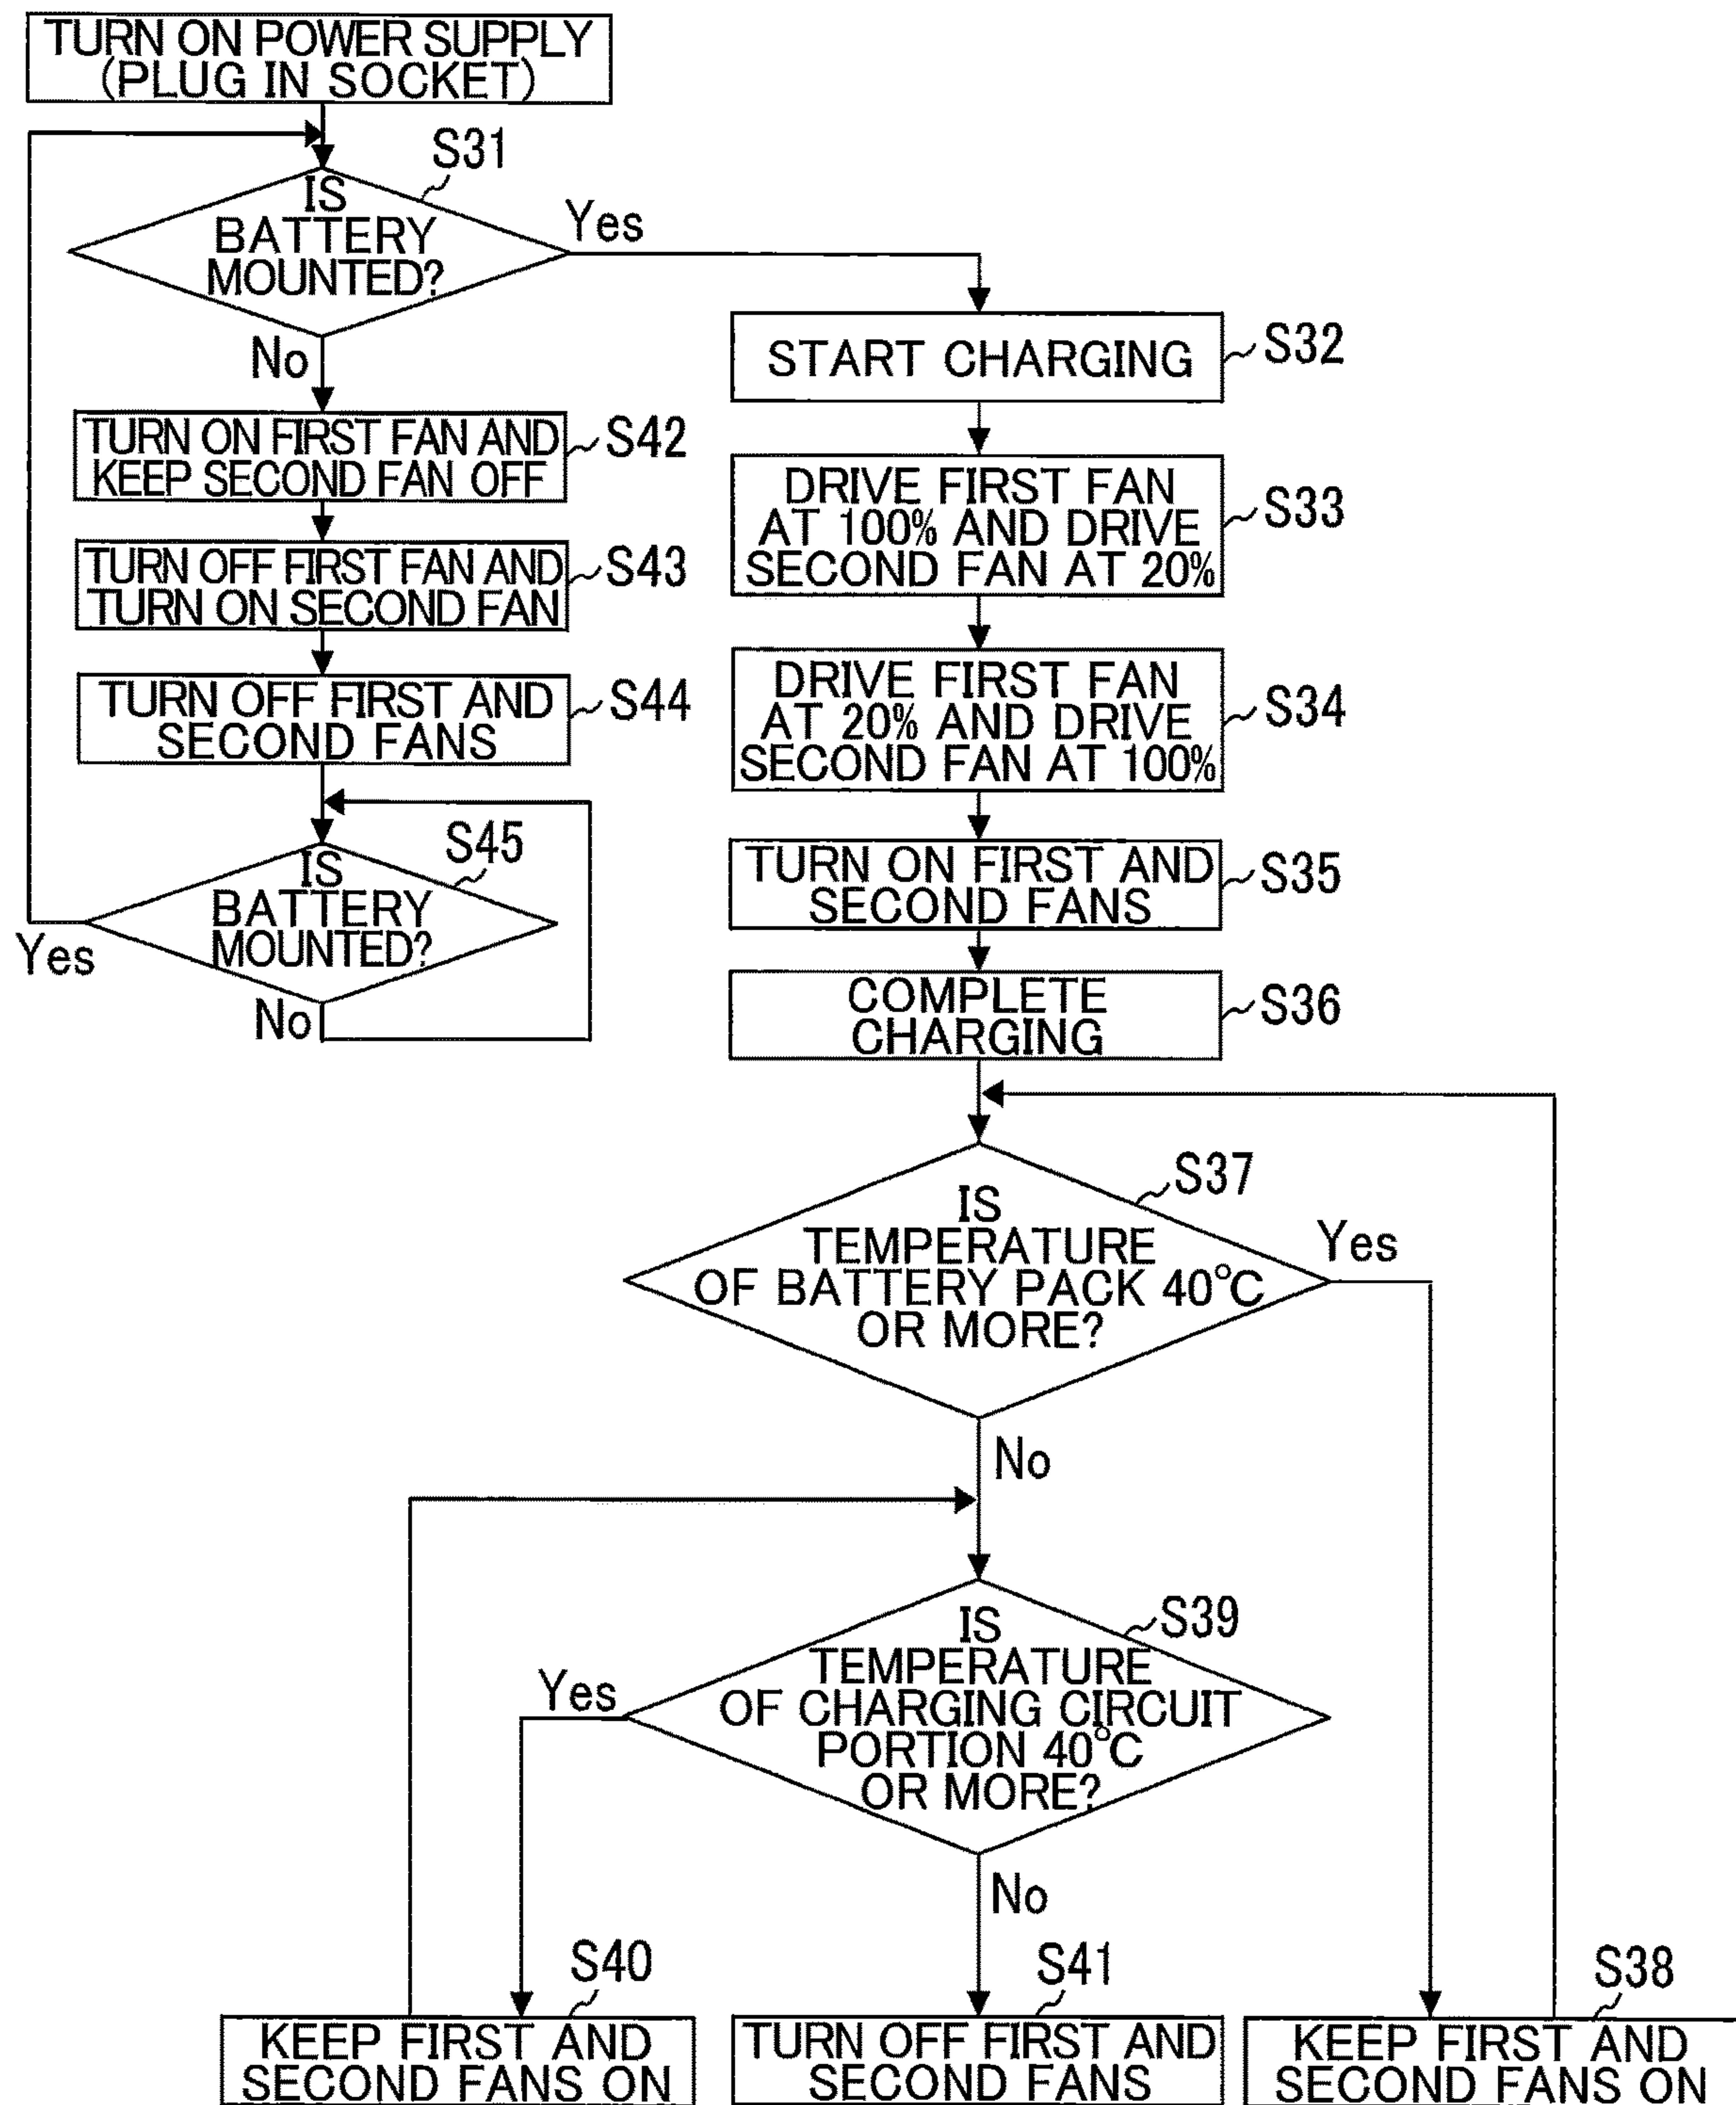 TURN ON POWER SUPPLY
(PLUG IN SOCKET)
S31
IS
BATTERY
MOUNTED?
Yes
No
START CHARGING
S32
TURN ON FIRST FAN AND
KEEP SECOND FAN OFF
S42
DRIVE FIRST FAN
AT 100% AND DRIVE
SECOND FAN AT 20%
S33
TURN OFF FIRST FAN AND
TURN ON SECOND FAN
S43
DRIVE FIRST FAN
AT 20% AND DRIVE
SECOND FAN AT 100%
S34
TURN OFF FIRST AND
SECOND FANS
S44
S45
IS
BATTERY
MOUNTED?
Yes
No
TURN ON FIRST AND
SECOND FANS
S35
COMPLETE
CHARGING
S36
S37
IS
TEMPERATURE
OF BATTERY PACK 40°C
OR MORE?
Yes
No
S39
IS
TEMPERATURE
OF CHARGING CIRCUIT
PORTION 40°C
OR MORE?
Yes
No
S40
KEEP FIRST AND
SECOND FANS ON
S41
TURN OFF FIRST AND
SECOND FANS
S38
KEEP FIRST AND
SECOND FANS ON